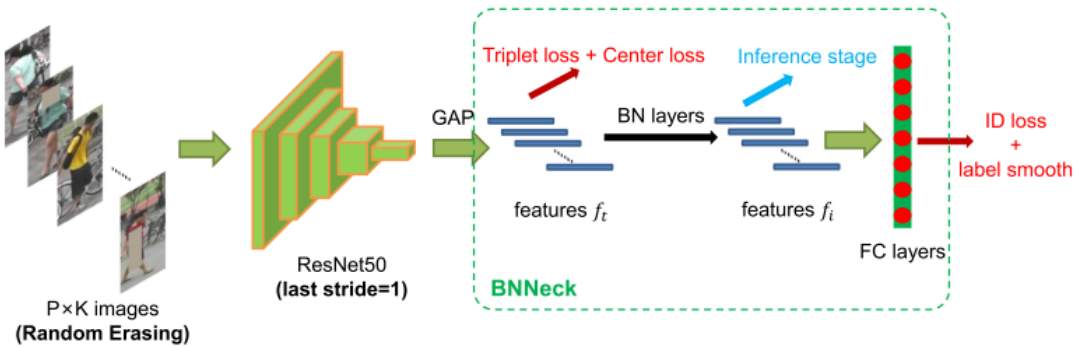 Triplet loss + Center loss
Inference stage
GAP
BN layers
ID loss
+
label smooth
features f_t
features f_i
FC layers
ResNet50
(last stride=1)
BNNeck
P×K images
(Random Erasing)